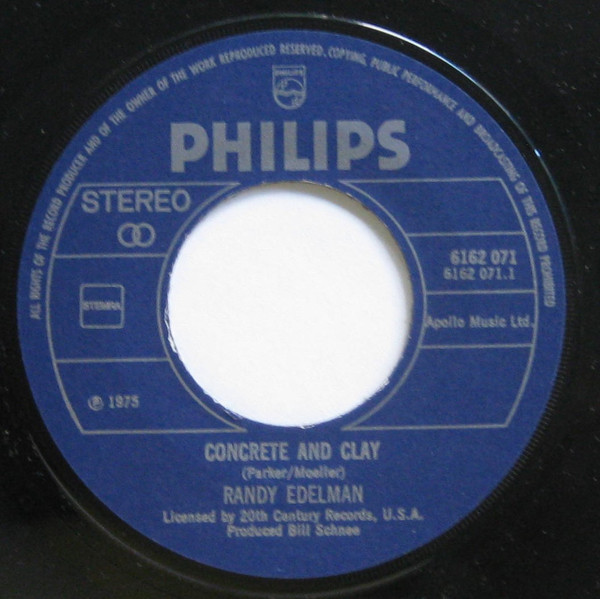 ALL RIGHTS OF THE RECORD PRODUCER AND OF THE OWNER OF THE WORK REPRODUCED RESERVED. COPYING, PUBLIC PERFORMANCE AND BROADCASTING OF THIS RECORD PROHIBITED
PHILIPS
PHILIPS
STEREO
6162 071
6162 071.1
STEMRA
Apollo Music Ltd.
℗ 1975
CONCRETE AND CLAY
(Parker/Moeller)
RANDY EDELMAN
Licensed by 20th Century Records, U.S.A.
Produced Bill Schnee